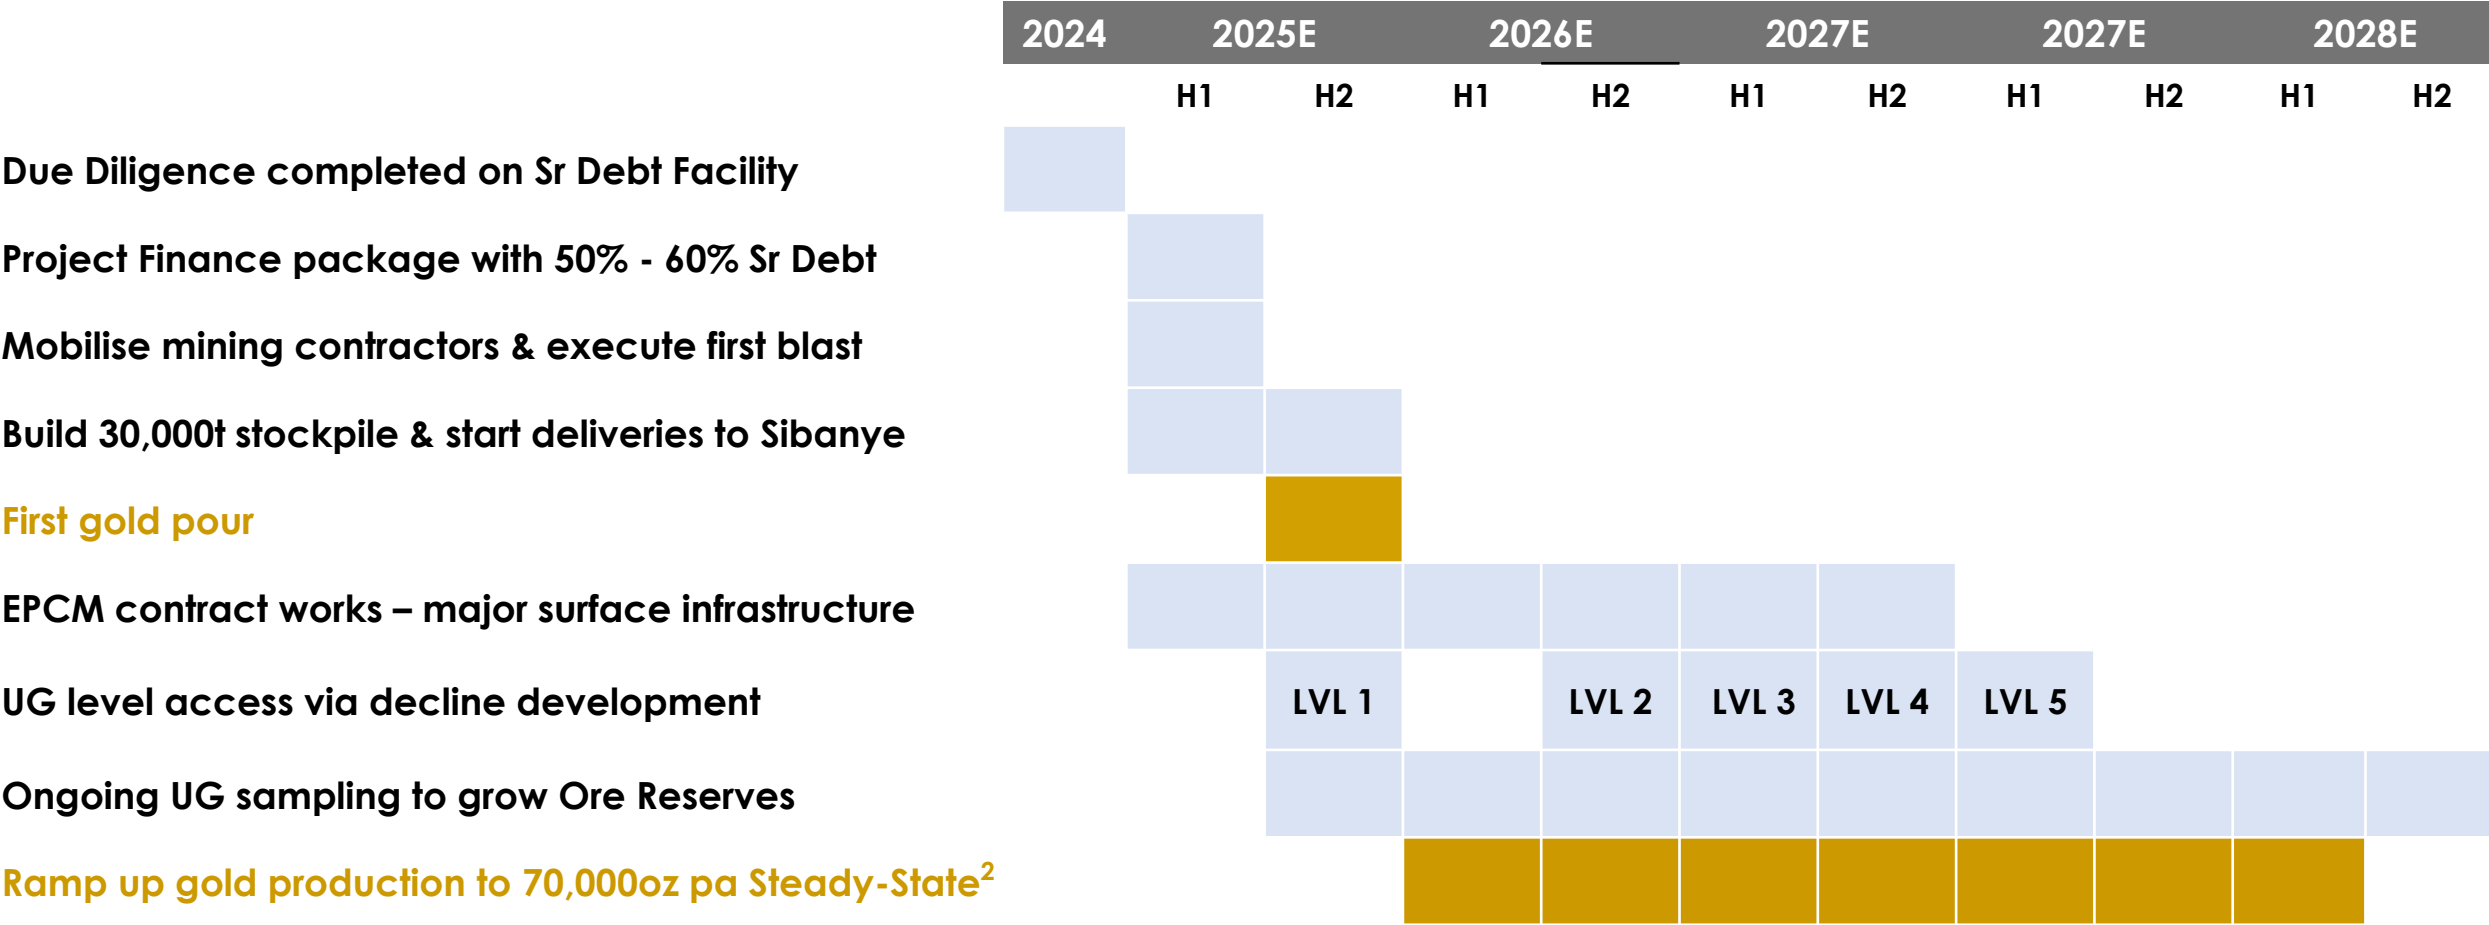 2024 2025E 2026E 2027E 2027E 2028E
H1 H2 H1 H2 H1 H2 H1 H2 H1 H2
Due Diligence completed on Sr Debt Facility
Project Finance package with 50% - 60% Sr Debt
Mobilise mining contractors & execute first blast
Build 30,000t stockpile & start deliveries to Sibanye
First gold pour
EPCM contract works – major surface infrastructure
UG level access via decline development LVL 1 LVL 2 LVL 3 LVL 4 LVL 5
Ongoing UG sampling to grow Ore Reserves
Ramp up gold production to 70,000oz pa Steady-State²